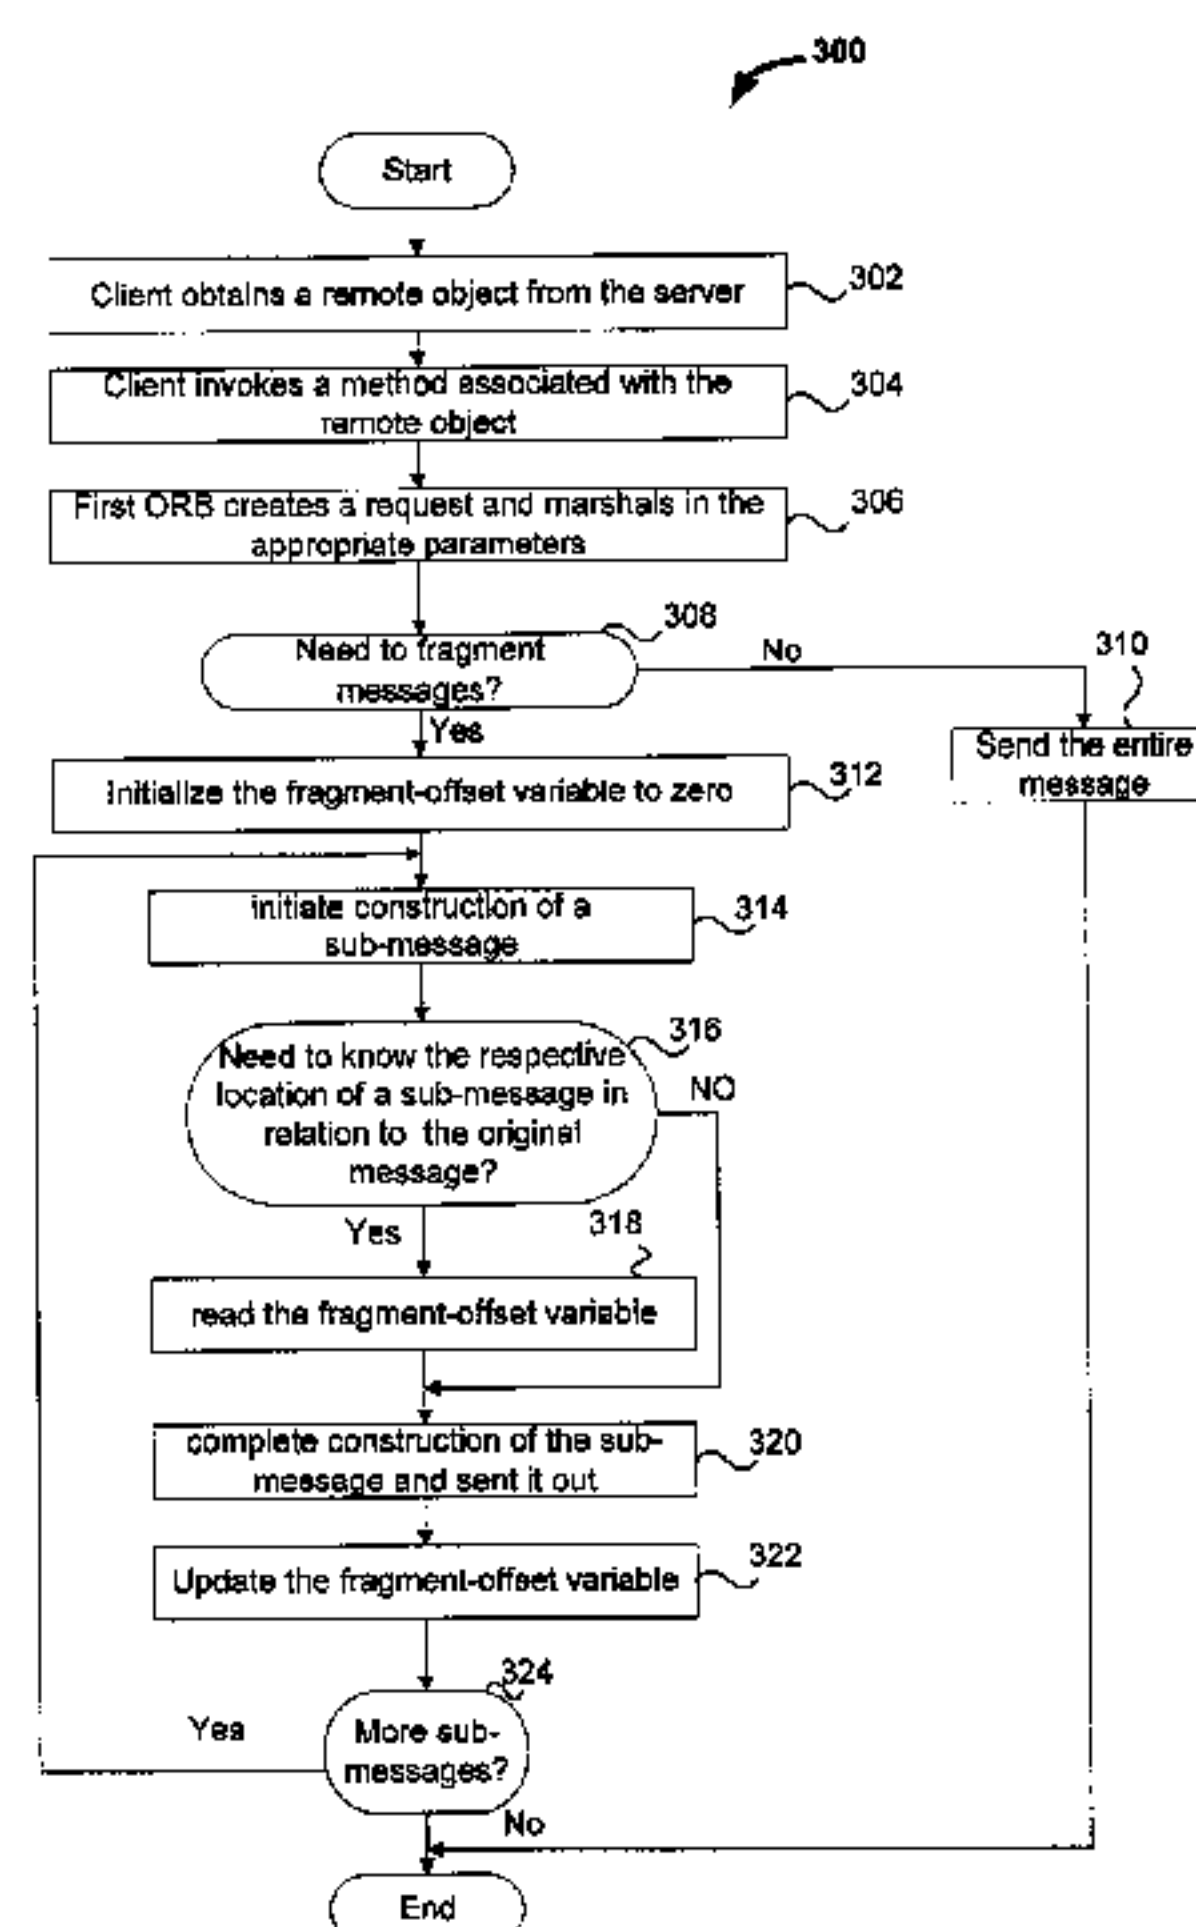 300
Start
Client obtains a remote object from the server
302
Client invokes a method associated with the
remote object
304
First ORB creates a request and marshals in the
appropriate parameters
306
Need to fragment
messages?
308
No
310
Send the entire
message
Yes
Initialize the fragment-offset variable to zero
312
initiate construction of a
sub-message
314
Need to know the respective
location of a sub-message in
relation to the original
message?
316
NO
Yes
318
read the fragment-offset variable
complete construction of the sub-
message and sent it out
320
Update the fragment-offset variable
322
324
More sub-
messages?
Yes
No
End